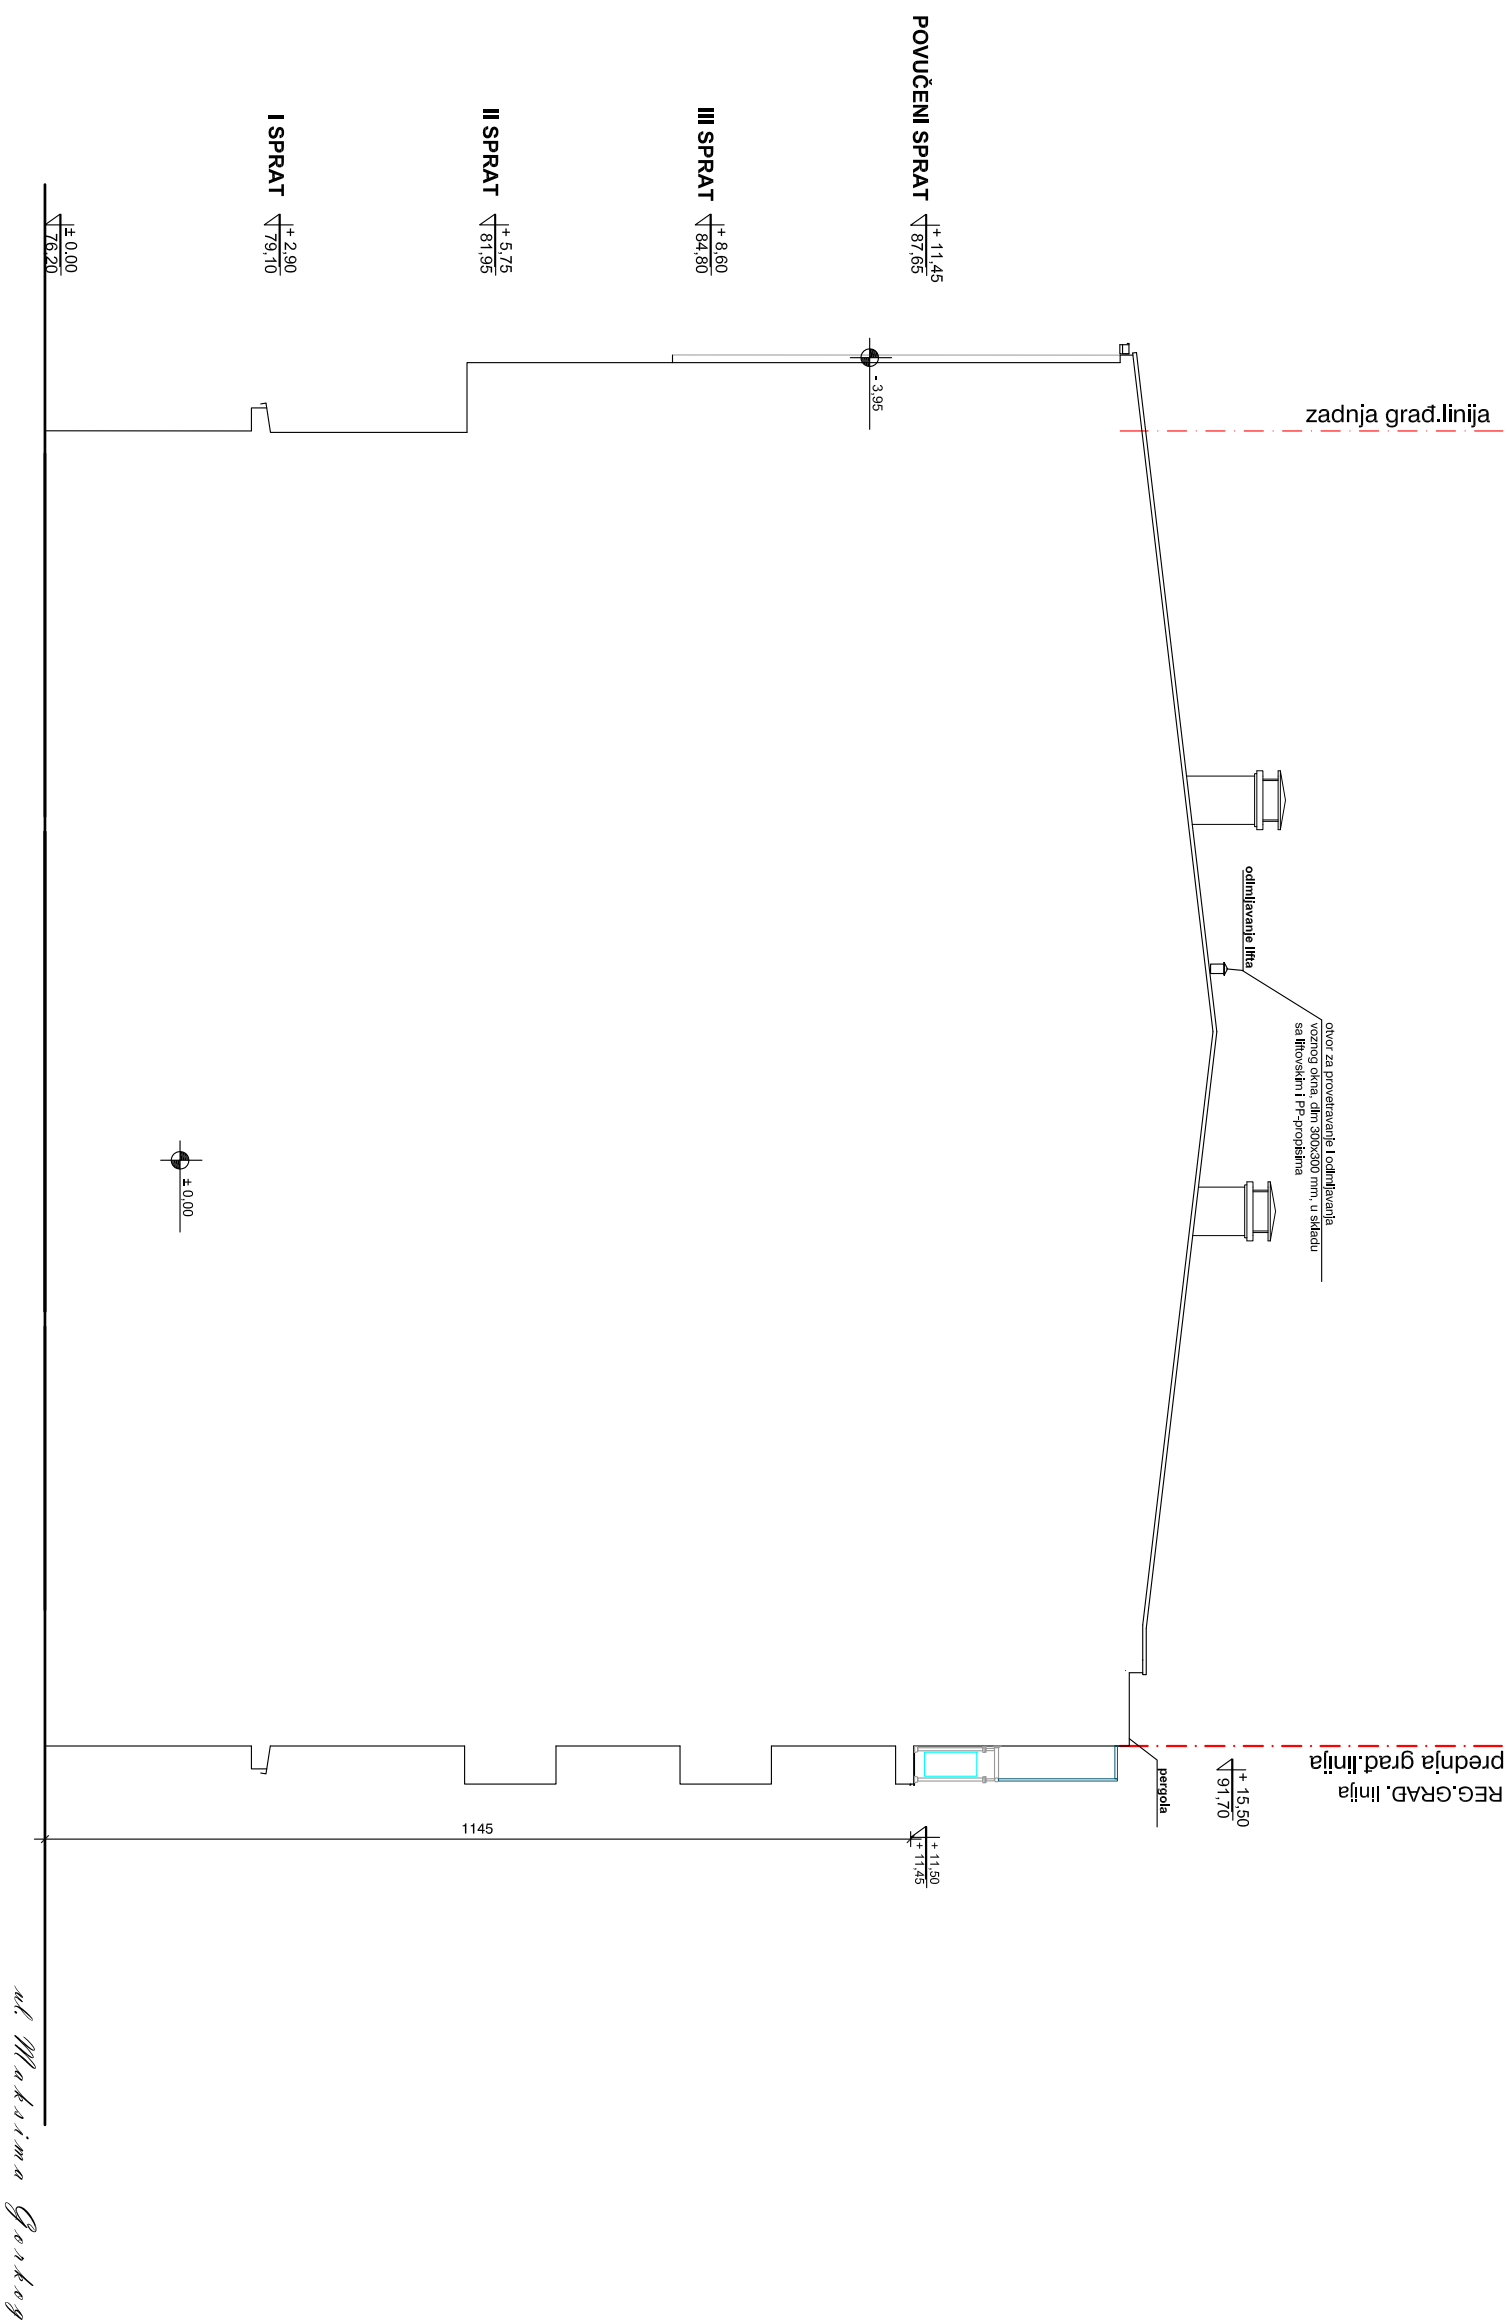 POVUČENI SPRAT
+ 11,45
87,65
III SPRAT
+ 8,60
84,80
II SPRAT
+ 5,75
81,95
I SPRAT
+ 2,90
79,10
± 0.00
76,20
- 3,95
± 0,00
zadnja građ.linija
odimljavanje lifta
otvor za provetravanje i odimljavanja
voznog okna, dim 300x300 mm, u skladu
sa liftovskim i PP-propisima
prednja građ.linija
REG.GRAĐ. linija
+ 15,50
91,70
pergola
+ 11,50
+ 11,45
1145
ul. Maksima Gorkog